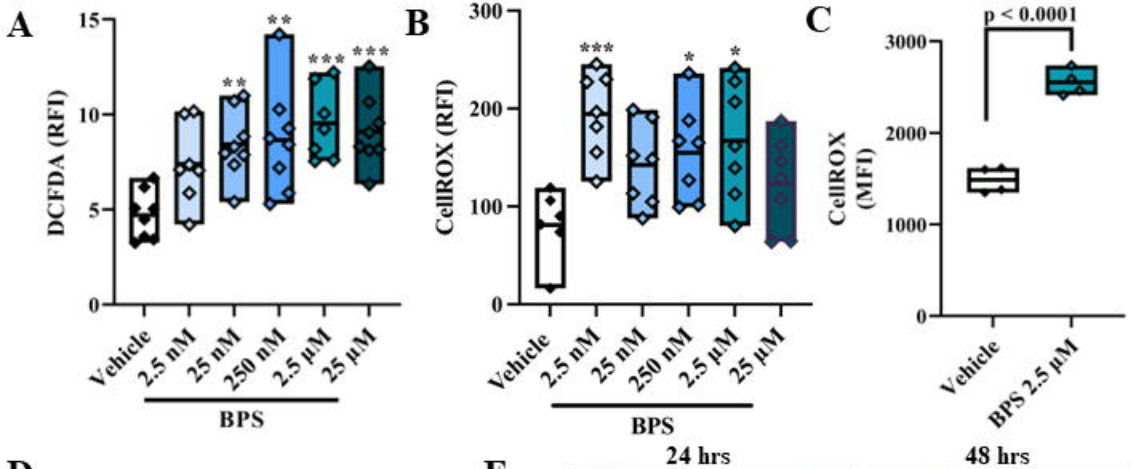 A
DCFDA (RFI)
15
10
5
0
**
**
***
***
Vehicle
2.5 nM
25 nM
250 nM
2.5 µM
25 µM
BPS
B
CellROX (RFI)
300
200
100
0
***
*
*
Vehicle
2.5 nM
25 nM
250 nM
2.5 µM
25 µM
BPS
C
p < 0.0001
CellROX
(MFI)
3000
2000
1000
0
Vehicle
BPS 2.5 µM
24 hrs
48 hrs